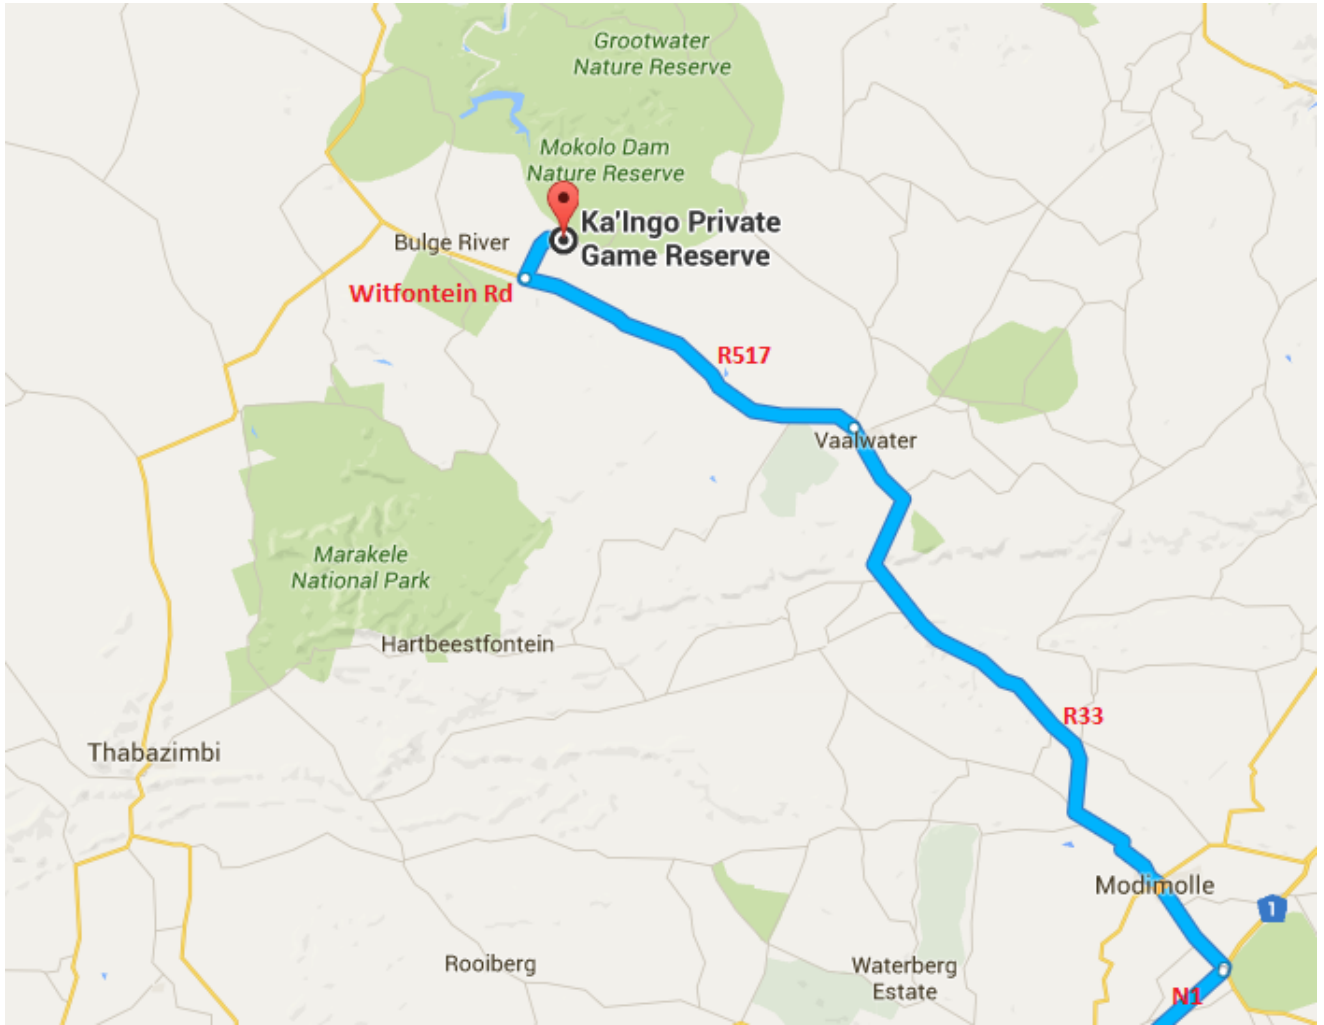 Grootwater
Nature Reserve
Mokolo Dam
Nature Reserve
Ka'Ingo Private
Game Reserve
Bulge River
Witfontein Rd
R517
Vaalwater
Marakele
National Park
Hartbeestfontein
R33
Thabazimbi
Modimolle
1
Rooiberg
Waterberg
Estate
N1